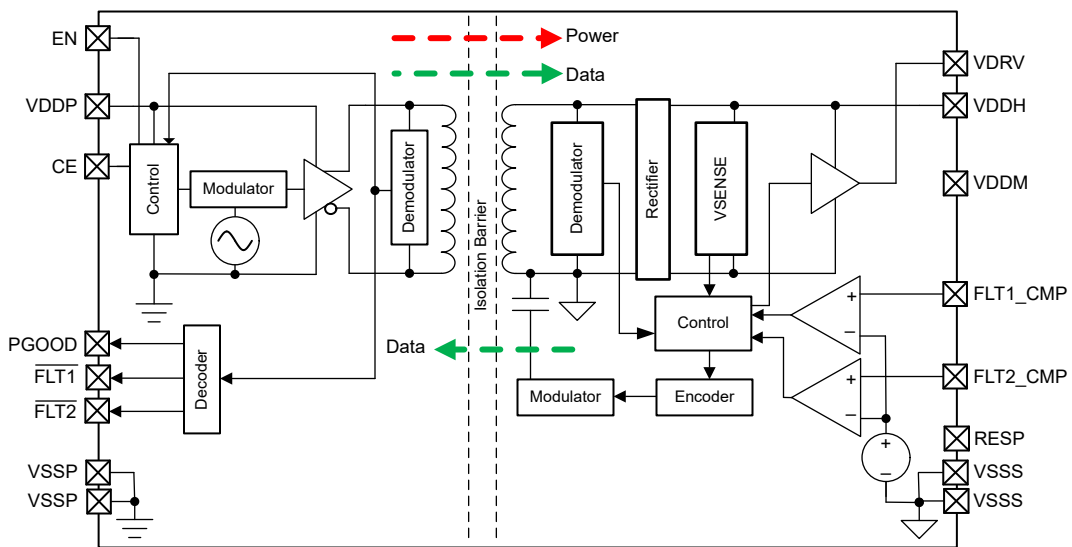 EN
VDDP
CE
Control
Modulator
Demodulator
Power
Data
Isolation Barrier
Demodulator
Rectifier
VSENSE
VDRV
VDDH
VDDM
PGOOD
FLT1
FLT2
Decoder
Data
Modulator
Encoder
Control
+
−
+
−
+
−
FLT1_CMP
FLT2_CMP
RESP
VSSP
VSSP
VSSS
VSSS